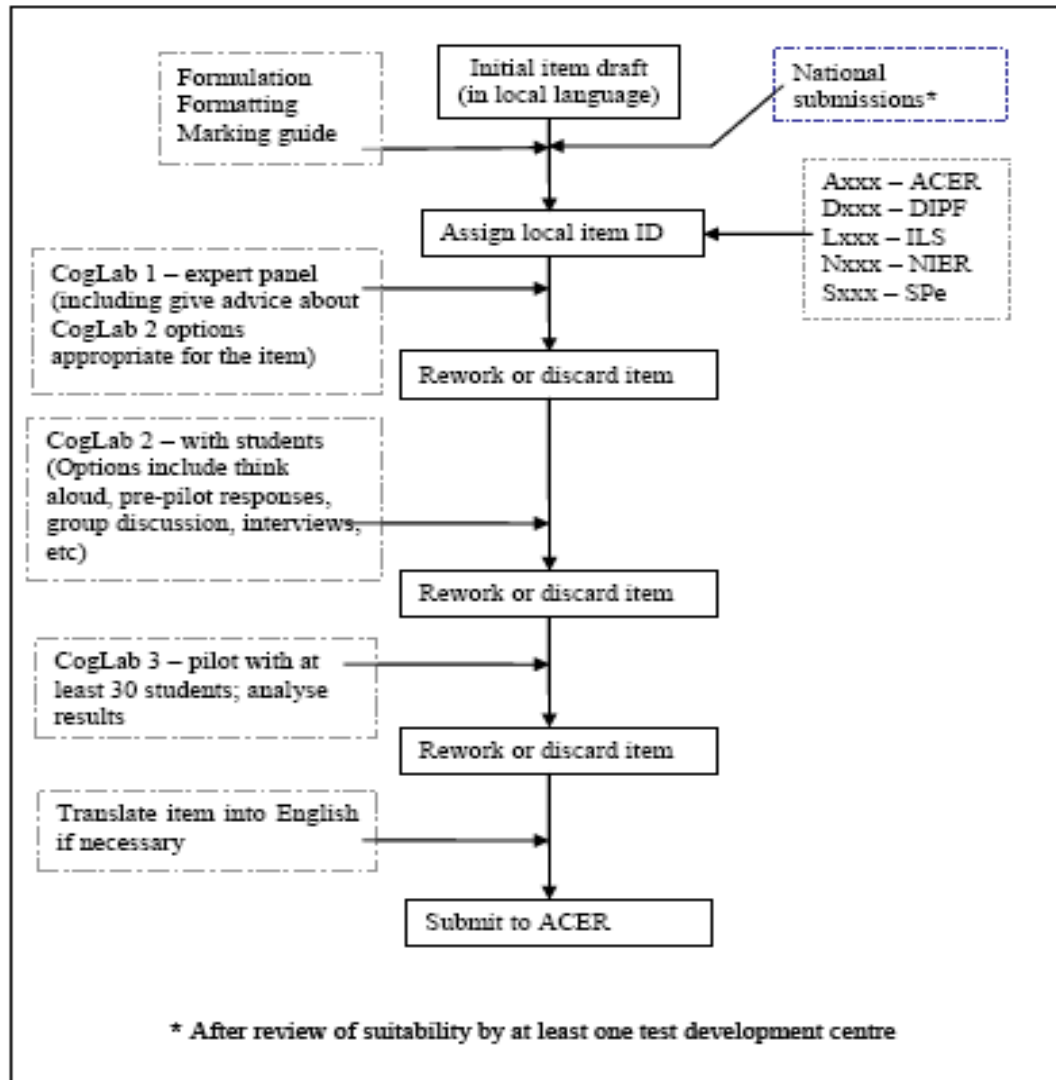 Initial item draft
(in local language)
Formulation
Formatting
Marking guide
National
submissions*
Assign local item ID
Axxx – ACER
Dxxx – DIPF
Lxxx – ILS
Nxxx – NIER
Sxxx – SPe
CogLab 1 – expert panel
(including give advice about
CogLab 2 options
appropriate for the item)
Rework or discard item
CogLab 2 – with students
(Options include think
aloud, pre-pilot responses,
group discussion, interviews,
etc)
Rework or discard item
CogLab 3 – pilot with at
least 30 students; analyse
results
Rework or discard item
Translate item into English
if necessary
Submit to ACER
* After review of suitability by at least one test development centre